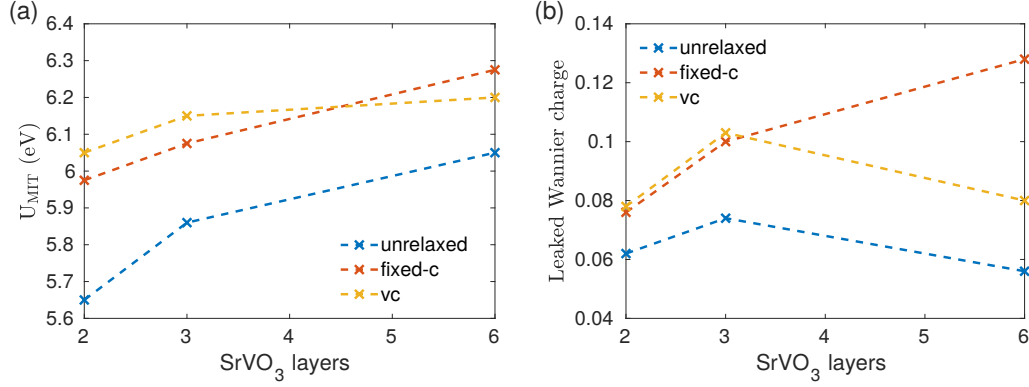 (a)
U_MIT (eV)
6.4
6.3
6.2
6.1
6
5.9
5.8
5.7
5.6
2
3
4
5
6
SrVO_3 layers
unrelaxed
fixed-c
vc
(b)
Leaked Wannier charge
0.14
0.12
0.1
0.08
0.06
0.04
2
3
4
5
6
SrVO_3 layers
unrelaxed
fixed-c
vc